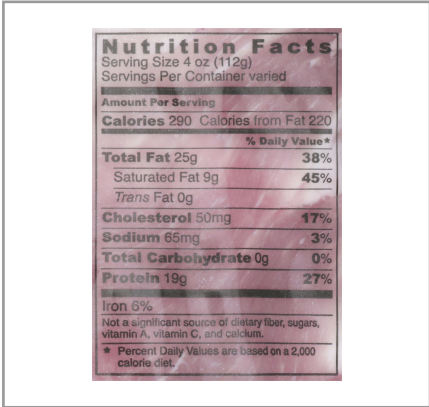 Nutrition Facts
Serving Size 4 oz (112g)
Servings Per Container varied
Amount Per Serving
Calories 290 Calories from Fat 220
% Daily Value*
Total Fat 25g 38%
Saturated Fat 9g 45%
Trans Fat 0g
Cholesterol 50mg 17%
Sodium 65mg 3%
Total Carbohydrate 0g 0%
Protein 19g 27%
Iron 6%
Not a significant source of dietary fiber, sugars,
vitamin A, vitamin C, and calcium.
* Percent Daily Values are based on a 2,000
calorie diet.